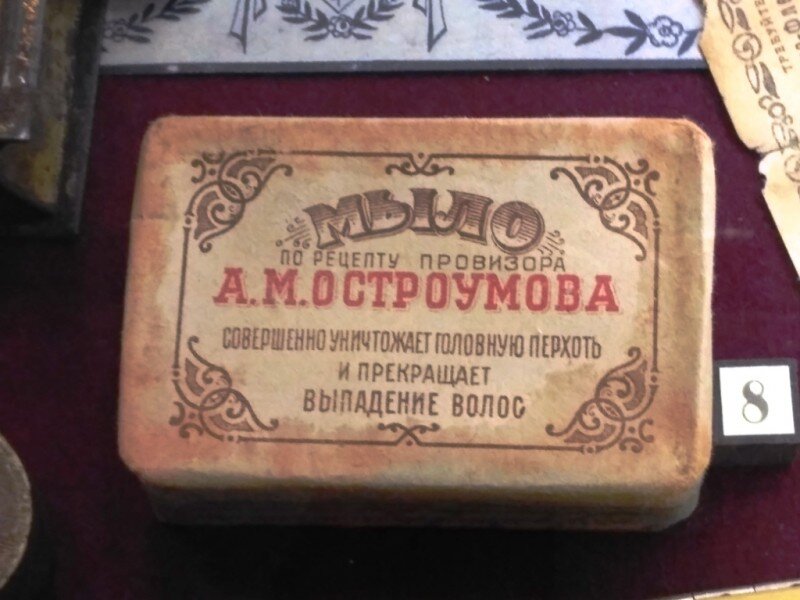 МЫЛО
ПО РЕЦЕПТУ ПРОВИЗОРА
А.М.ОСТРОУМОВА
СОВЕРШЕННО УНИЧТОЖАЕТ ГОЛОВНУЮ ПЕРХОТЬ
И ПРЕКРАЩАЕТ
ВЫПАДЕНИЕ ВОЛОС
8